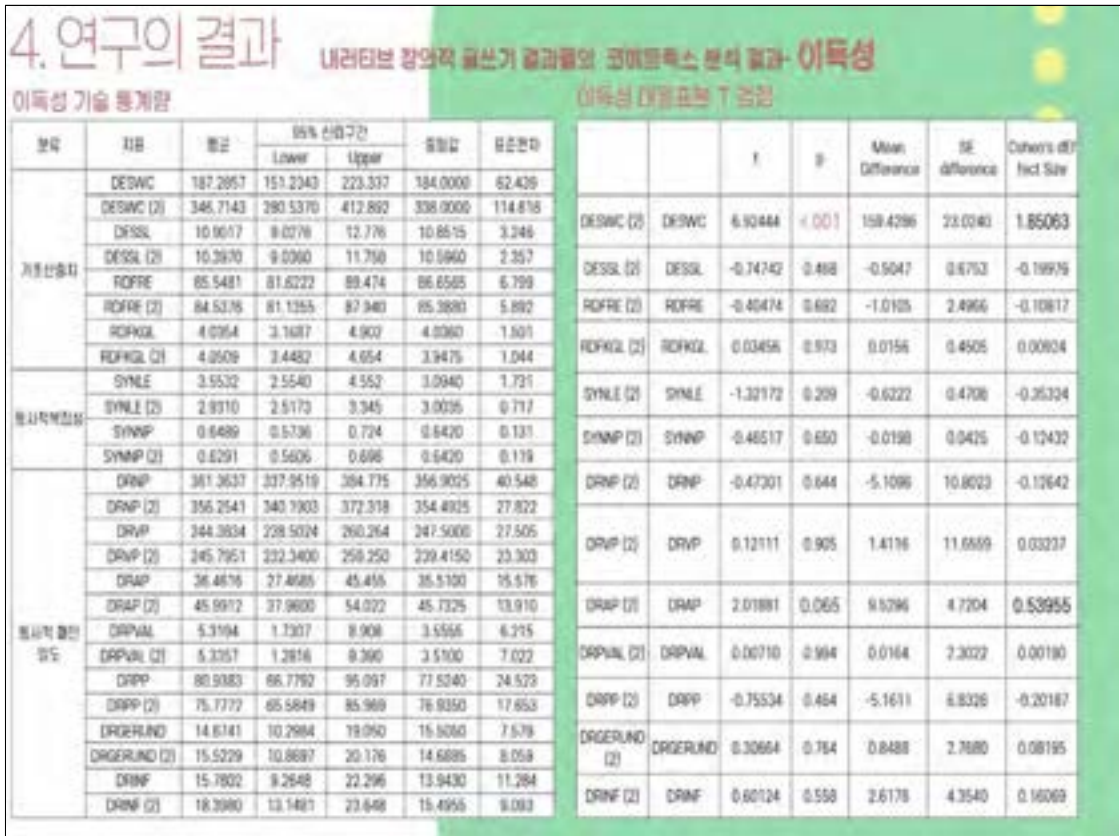 4. 연구의 결과
내러티브 창의적 글쓰기 결과물의 코메트릭스 분석 결과- 이독성
이독성 기술 통계량
이독성 대응표본 T 검정
분류 지표 평균 95% 신뢰구간 중앙값 표준편차
Lower Upper
기초산출치
DESWC 187.2857 151.2343 223.337 184.0000 62.439
DESWC (2) 346.7143 280.5370 412.892 338.0000 114.616
DESSL 10.9017 9.0276 12.776 10.8515 3.246
DESSL (2) 10.3970 9.0360 11.758 10.5960 2.357
RDFRE 85.5481 81.6222 89.474 86.6565 6.799
RDFRE (2) 84.5376 81.1355 87.940 85.3880 5.892
RDFKGL 4.0354 3.1687 4.902 4.0360 1.501
RDFKGL (2) 4.0509 3.4482 4.654 3.9475 1.044
통사적복잡성
SYNLE 3.5532 2.5540 4.552 3.0940 1.731
SYNLE (2) 2.9310 2.5173 3.345 3.0035 0.717
SYNNP 0.6489 0.5736 0.724 0.6420 0.131
SYNNP (2) 0.6291 0.5606 0.698 0.6420 0.119
통사적 패턴
밀도
DRNP 361.3637 337.9519 384.775 356.9025 40.548
DRNP (2) 356.2541 340.1903 372.318 354.4925 27.822
DRVP 244.3834 228.5024 260.264 247.5000 27.505
DRVP (2) 245.7951 232.3400 259.250 239.4150 23.303
DRAP 36.4616 27.4685 45.455 35.5100 15.576
DRAP (2) 45.9912 37.9600 54.022 45.7325 13.910
DRPVAL 5.3194 1.7307 8.908 3.5555 6.215
DRPVAL (2) 5.3357 1.2816 9.390 3.5100 7.022
DRPP 80.9383 66.7792 95.097 77.5240 24.523
DRPP (2) 75.7772 65.5849 85.969 76.9350 17.653
DRGERUND 14.6741 10.2984 19.050 15.5050 7.579
DRGERUND (2) 15.5229 10.8697 20.176 14.6885 8.059
DRINF 15.7802 9.2648 22.296 13.9430 11.284
DRINF (2) 18.3980 13.1481 23.648 15.4955 9.093
t p Mean Difference SE difference Cohen's d Effect Size
DESWC (2) DESWC 6.92444 <.001 159.4286 23.0240 1.85063
DESSL (2) DESSL -0.74742 0.468 -0.5047 0.6753 -0.19976
RDFRE (2) RDFRE -0.40474 0.692 -1.0105 2.4966 -0.10817
RDFKGL (2) RDFKGL 0.03456 0.973 0.0156 0.4505 0.00924
SYNLE (2) SYNLE -1.32172 0.209 -0.6222 0.4708 -0.35324
SYNNP (2) SYNNP -0.46517 0.650 -0.0198 0.0425 -0.12432
DRNP (2) DRNP -0.47301 0.644 -5.1096 10.8023 -0.12642
DRVP (2) DRVP 0.12111 0.905 1.4116 11.6559 0.03237
DRAP (2) DRAP 2.01881 0.065 9.5296 4.7204 0.53955
DRPVAL (2) DRPVAL 0.00710 0.994 0.0164 2.3022 0.00190
DRPP (2) DRPP -0.75534 0.464 -5.1611 6.8328 -0.20187
DRGERUND (2) DRGERUND 0.30664 0.764 0.8488 2.7680 0.08195
DRINF (2) DRINF 0.60124 0.558 2.6178 4.3540 0.16069